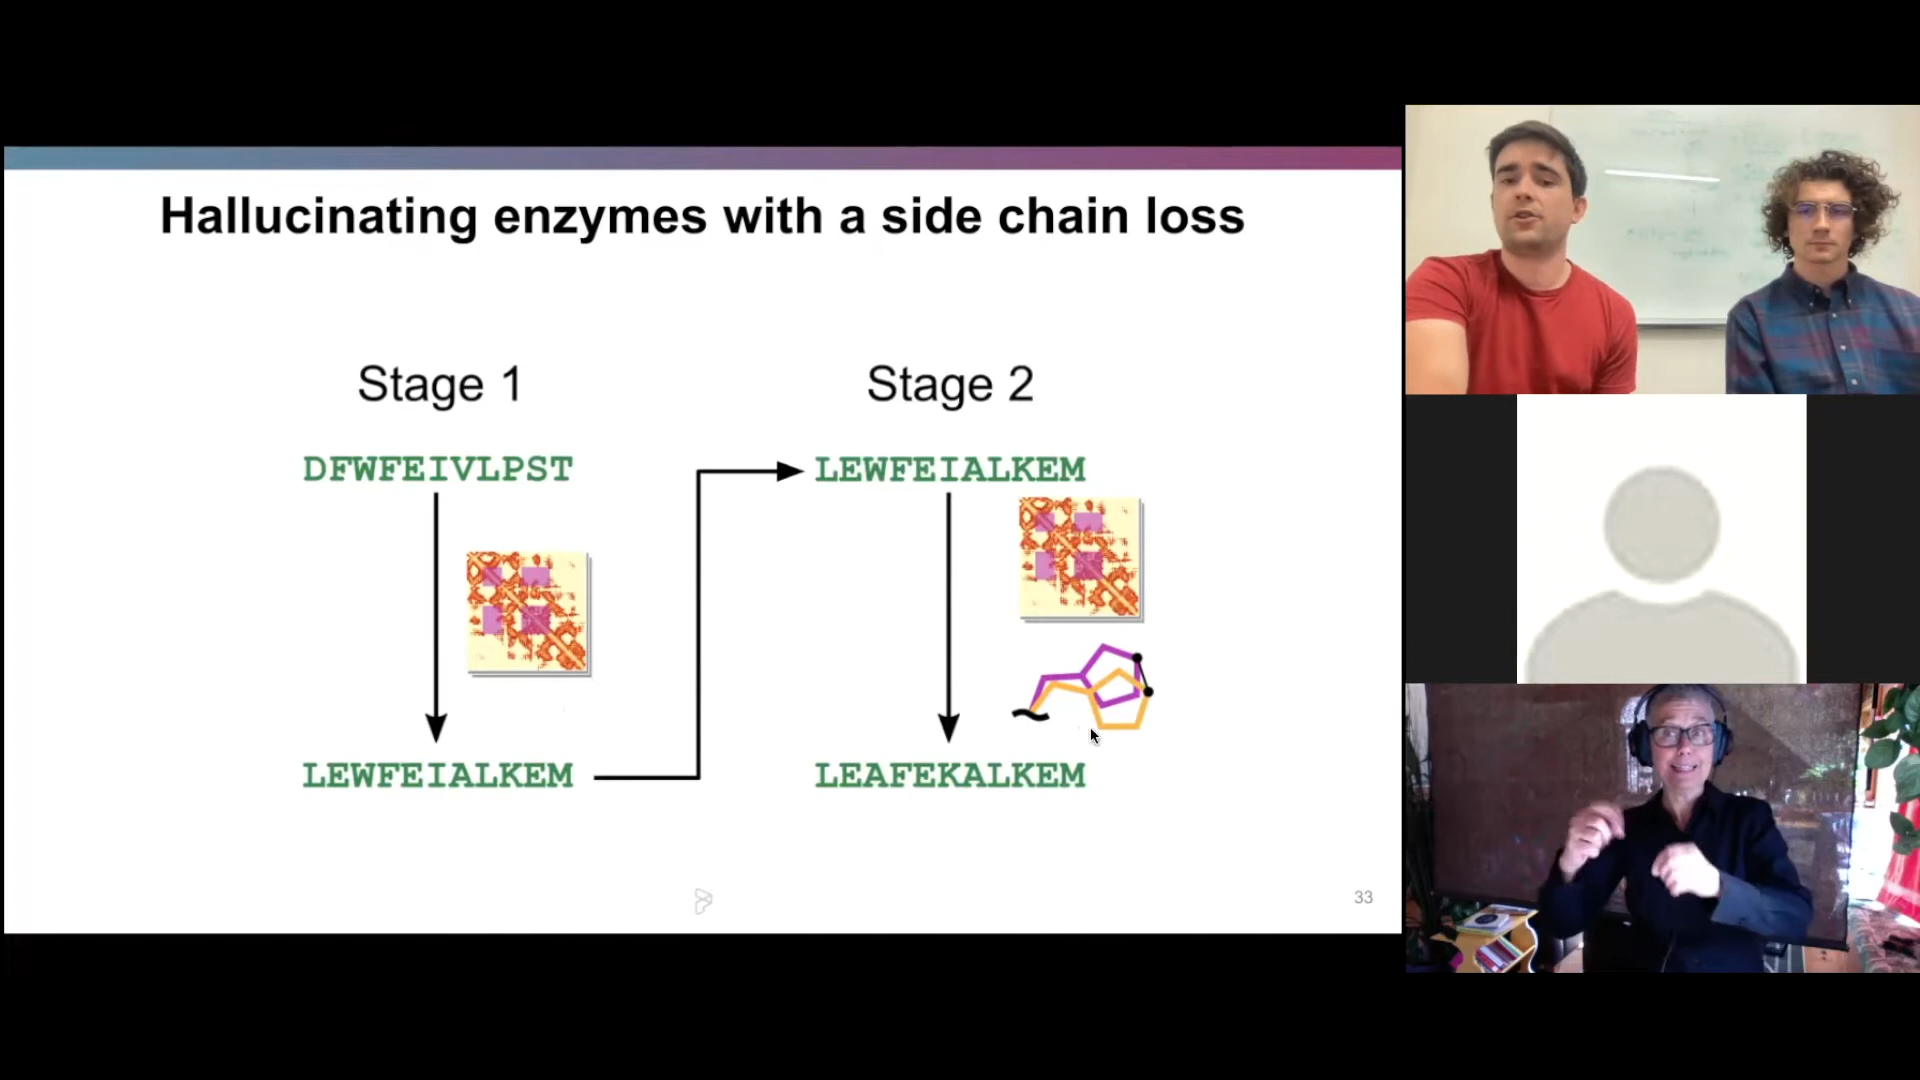 Hallucinating enzymes with a side chain loss
Stage 1
Stage 2
DFWFEIVLPST
LEWFEIALKEM
LEWFEIALKEM
LEAFEKALKEM
33